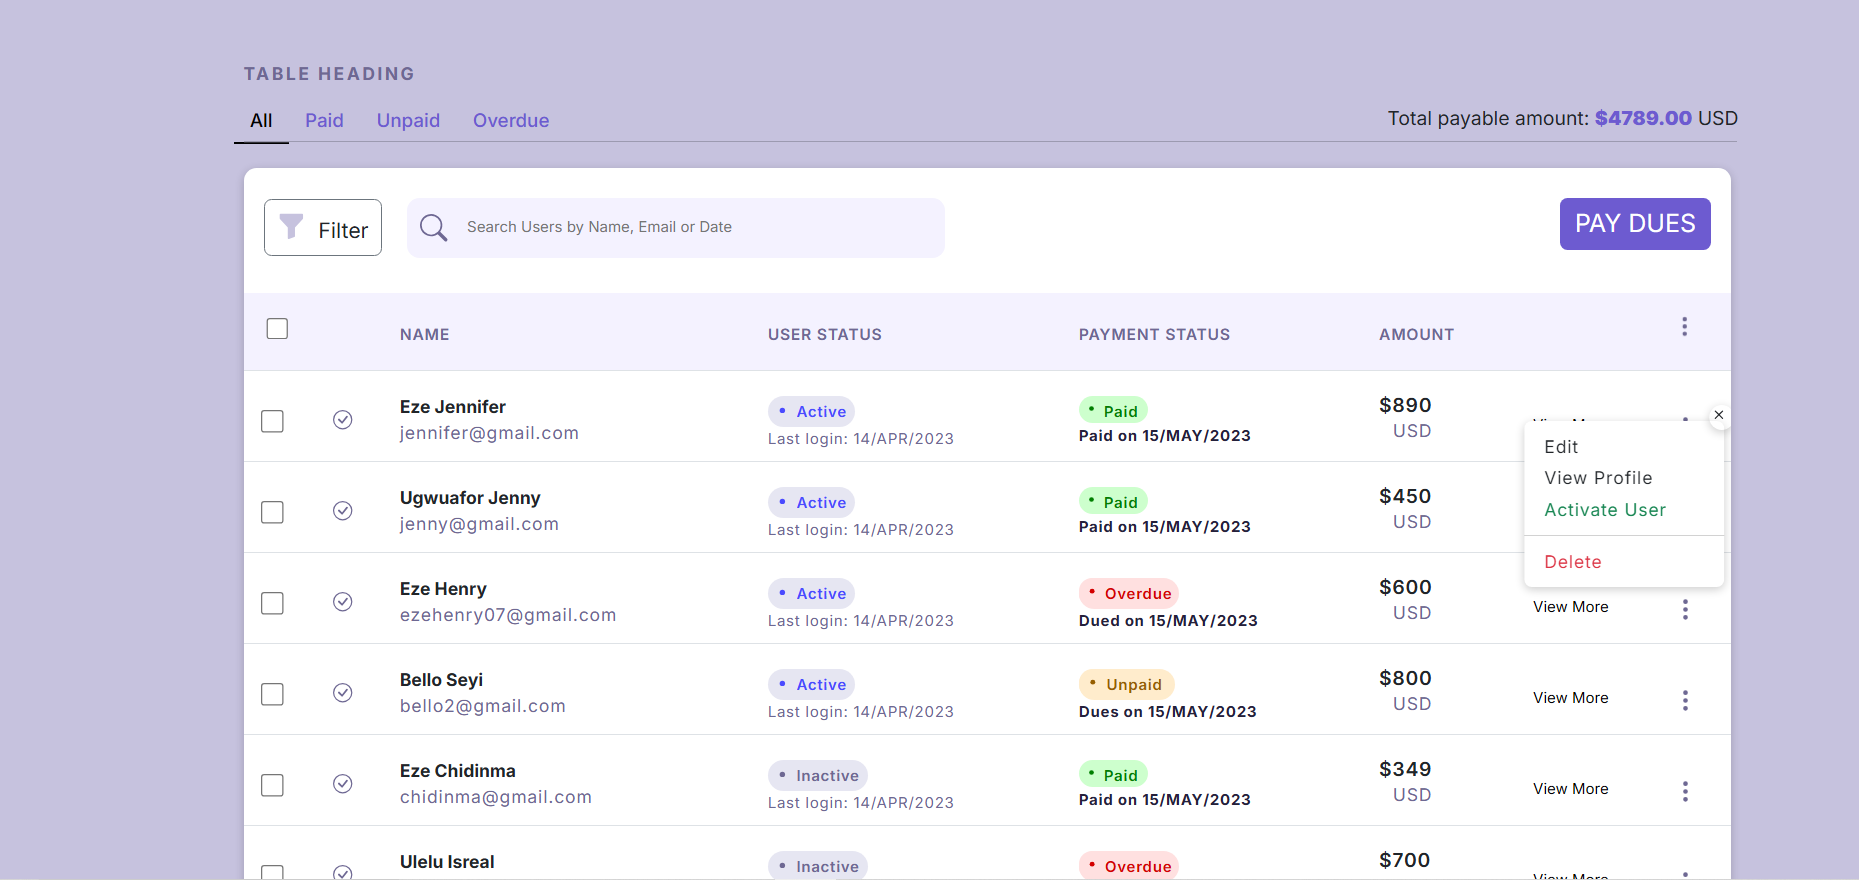 TABLE HEADING
All Paid Unpaid Overdue
Total payable amount: $4789.00 USD
Filter
Search Users by Name, Email or Date
PAY DUES
NAME USER STATUS PAYMENT STATUS AMOUNT
Eze Jennifer Active Paid $890
jennifer@gmail.com Last login: 14/APR/2023 Paid on 15/MAY/2023 USD
View More
Edit
View Profile
Activate User
Delete
Ugwuafor Jenny Active Paid $450
jenny@gmail.com Last login: 14/APR/2023 Paid on 15/MAY/2023 USD
Eze Henry Active Overdue $600
ezehenry07@gmail.com Last login: 14/APR/2023 Dued on 15/MAY/2023 USD
View More
Bello Seyi Active Unpaid $800
bello2@gmail.com Last login: 14/APR/2023 Dues on 15/MAY/2023 USD
View More
Eze Chidinma Inactive Paid $349
chidinma@gmail.com Last login: 14/APR/2023 Paid on 15/MAY/2023 USD
View More
Ulelu Isreal Inactive Overdue $700
View More